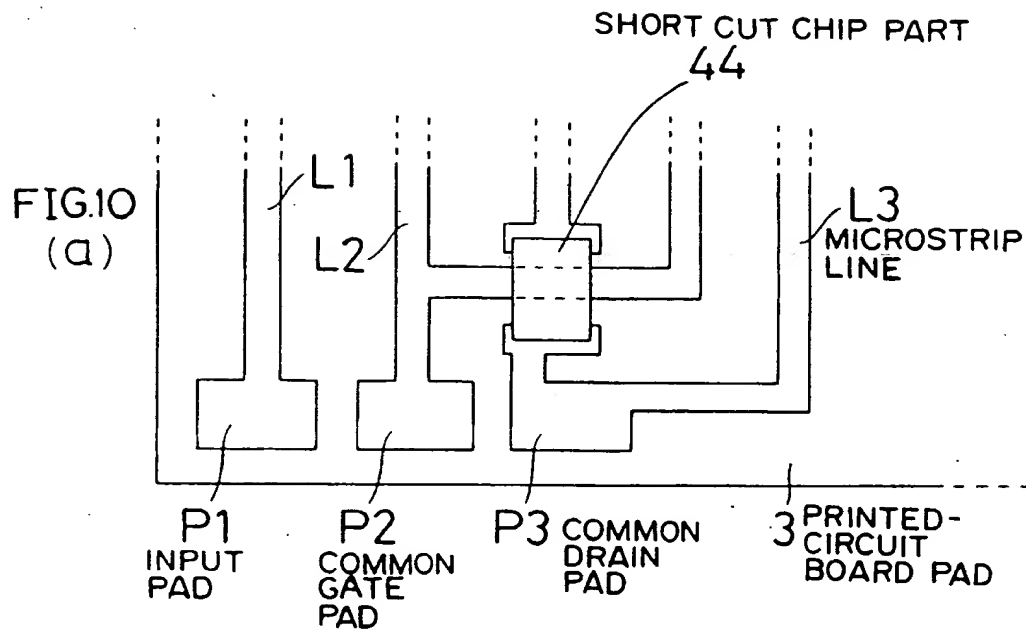 SHORT CUT CHIP PART
44
FIG.10
(a)
L1
L2
L3
MICROSTRIP
LINE
P1
INPUT
PAD
P2
COMMON
GATE
PAD
P3 COMMON
DRAIN
PAD
3 PRINTED-
CIRCUIT
BOARD PAD